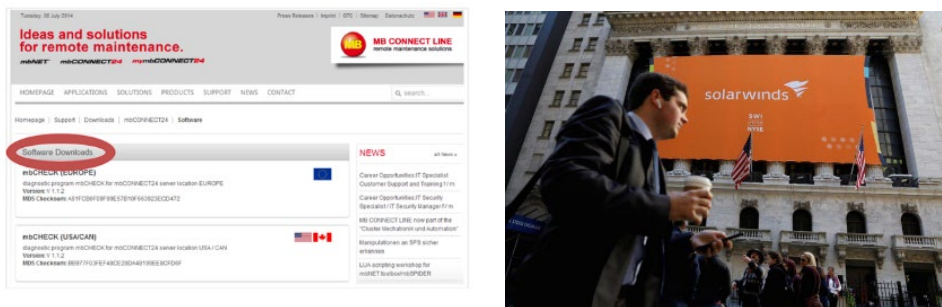 Tuesday, 08 July 2014
Press Releases | Imprint | GTC | Sitemap Datenschutz
Ideas and solutions
for remote maintenance.
mbNET mbCONNECT24 mymbCONNECT24
MB
MB CONNECT LINE
remote maintenance solutions
HOMEPAGE APPLICATIONS SOLUTIONS PRODUCTS SUPPORT NEWS CONTACT
search...
Homepage | Support | Downloads | mbCONNECT24 | Software
Software Downloads
mbCHECK (EUROPE)
diagnostic program mbCHECK for mbCONNECT24 server location EUROPE
Version: V 1.1.2
MD5 Checksum:
mbCHECK (USA/CAN)
diagnostic program mbCHECK for mbCONNECT24 server location USA / CAN
Version: V 1.1.2
MD5 Checksum:
NEWS
all News »
Career Opportunities: IT Specialist
Customer Support and Training f / m
Career Opportunities: IT Security
Specialist / IT Security Manager f / m
MB CONNECT LINE now part of the
"Cluster Mechatronik und Automation"
Manipulationen an SPS sicher
erkennen
LUA scripting workshop for
mbNET toolbox/mbSPIDER
solarwinds
SWI
NYSE